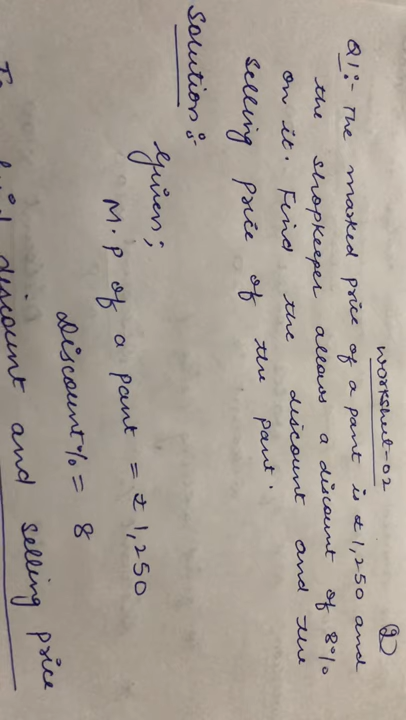 Worksheet-02
Q1:- The marked price of a pant is ₹ 1,250 and
the shopkeeper allows a discount of 8%
on it. Find the discount and the
selling price of the pant.
Solution:-
Given;
M.P of a pant = ₹ 1,250
Discount% = 8
To find discount and selling price